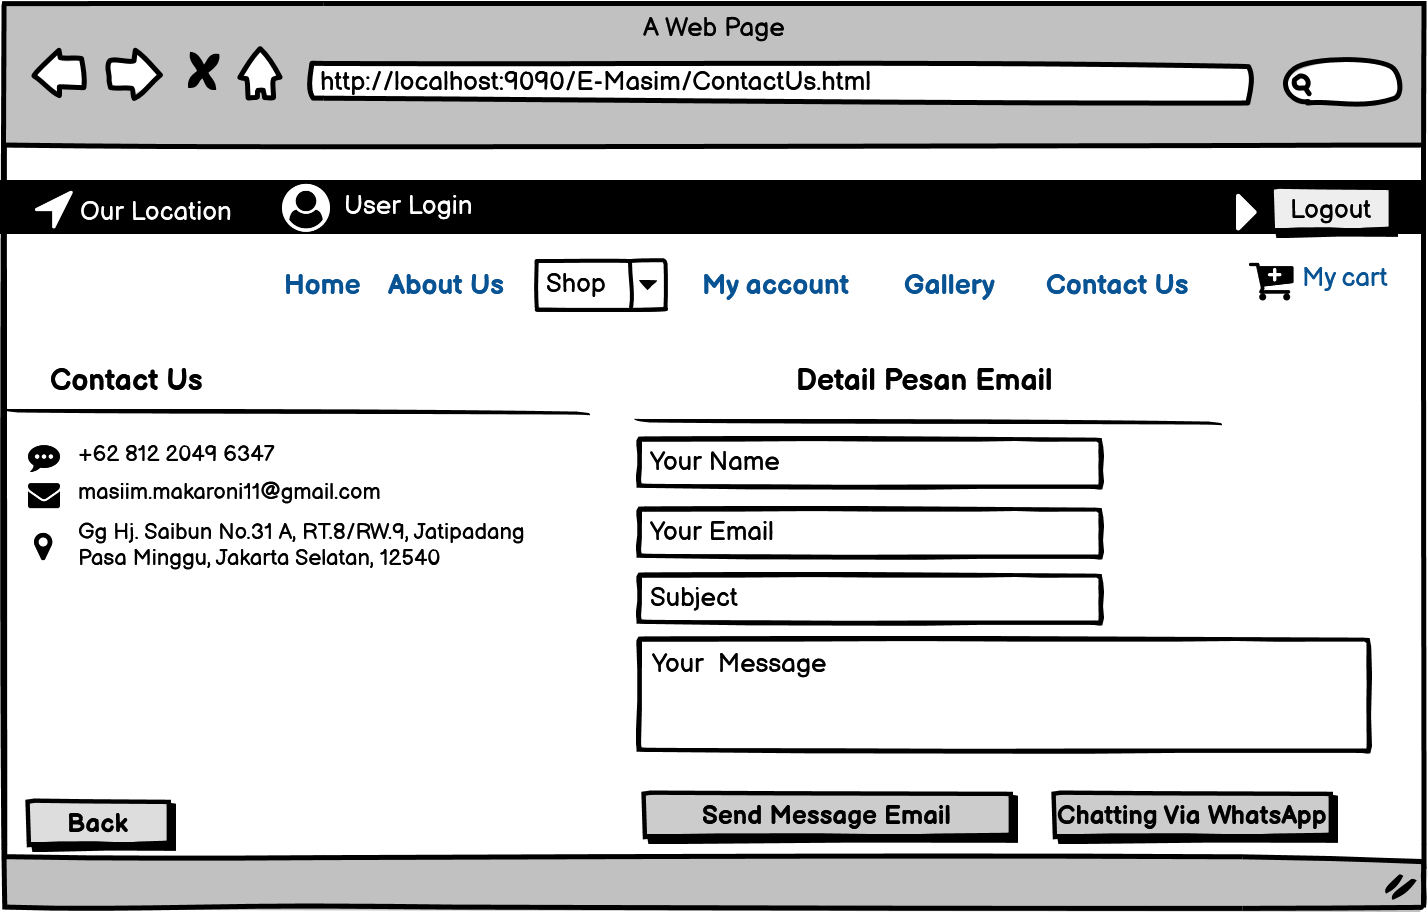 A Web Page
http://localhost:9090/E-Masim/ContactUs.html
Our Location
User Login
Logout
Home
About Us
Shop
My account
Gallery
Contact Us
My cart
Contact Us
+62 812 2049 6347
masiim.makaroni11@gmail.com
Gg Hj. Saibun No.31 A, RT.8/RW.9, Jatipadang
Pasa Minggu, Jakarta Selatan, 12540
Detail Pesan Email
Your Name
Your Email
Subject
Your  Message
Back
Send Message Email
Chatting Via WhatsApp